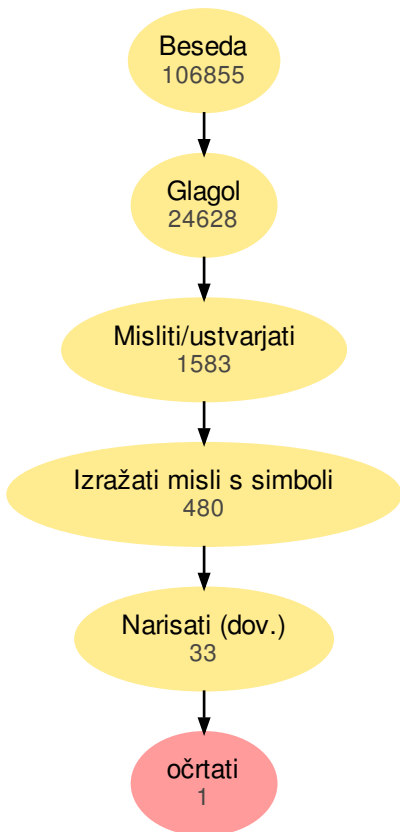 Beseda
106855
Glagol
24628
Misliti/ustvarjati
1583
Izražati misli s simboli
480
Narisati (dov.)
33
očrtati
1